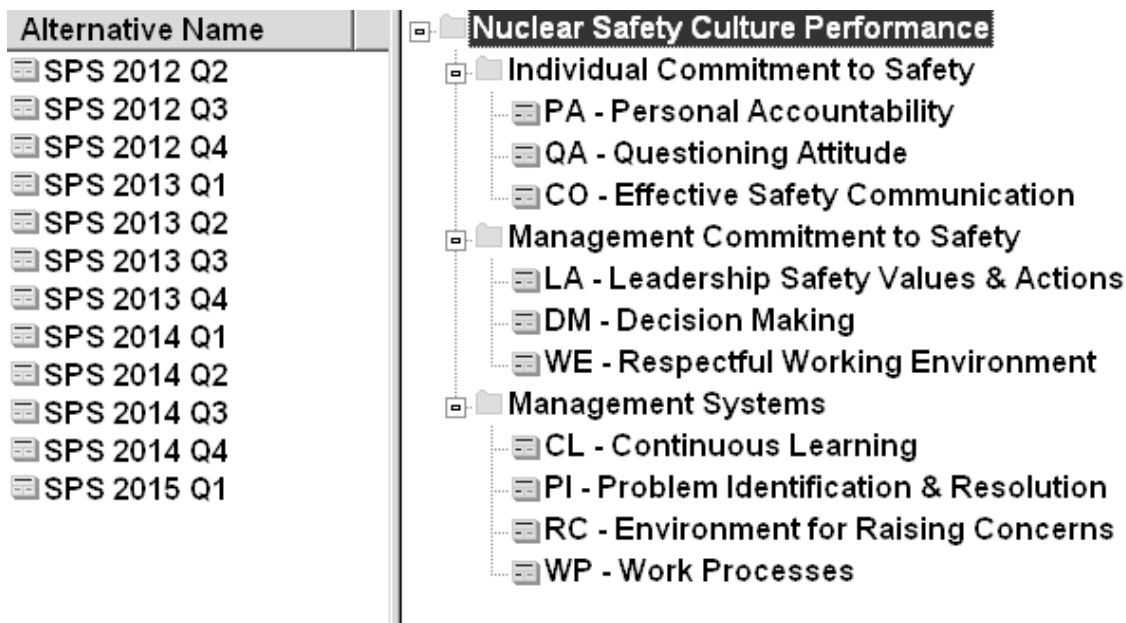 Alternative Name
SPS 2012 Q2
SPS 2012 Q3
SPS 2012 Q4
SPS 2013 Q1
SPS 2013 Q2
SPS 2013 Q3
SPS 2013 Q4
SPS 2014 Q1
SPS 2014 Q2
SPS 2014 Q3
SPS 2014 Q4
SPS 2015 Q1
Nuclear Safety Culture Performance
Individual Commitment to Safety
PA - Personal Accountability
QA - Questioning Attitude
CO - Effective Safety Communication
Management Commitment to Safety
LA - Leadership Safety Values & Actions
DM - Decision Making
WE - Respectful Working Environment
Management Systems
CL - Continuous Learning
PI - Problem Identification & Resolution
RC - Environment for Raising Concerns
WP - Work Processes